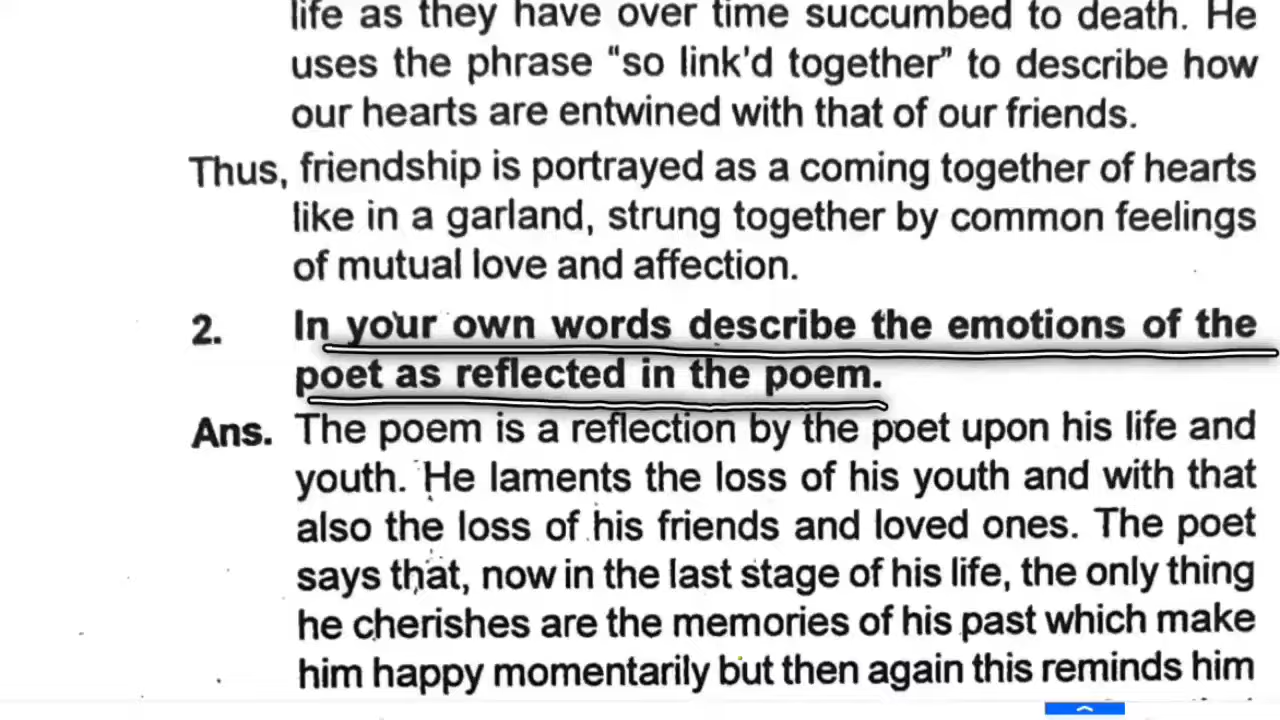 life as they have over time succumbed to death. He
uses the phrase “so link’d together” to describe how
our hearts are entwined with that of our friends.
Thus, friendship is portrayed as a coming together of hearts
like in a garland, strung together by common feelings
of mutual love and affection.
2. In your own words describe the emotions of the
poet as reflected in the poem.
Ans. The poem is a reflection by the poet upon his life and
youth. He laments the loss of his youth and with that
also the loss of his friends and loved ones. The poet
says that, now in the last stage of his life, the only thing
he cherishes are the memories of his past which make
him happy momentarily but then again this reminds him